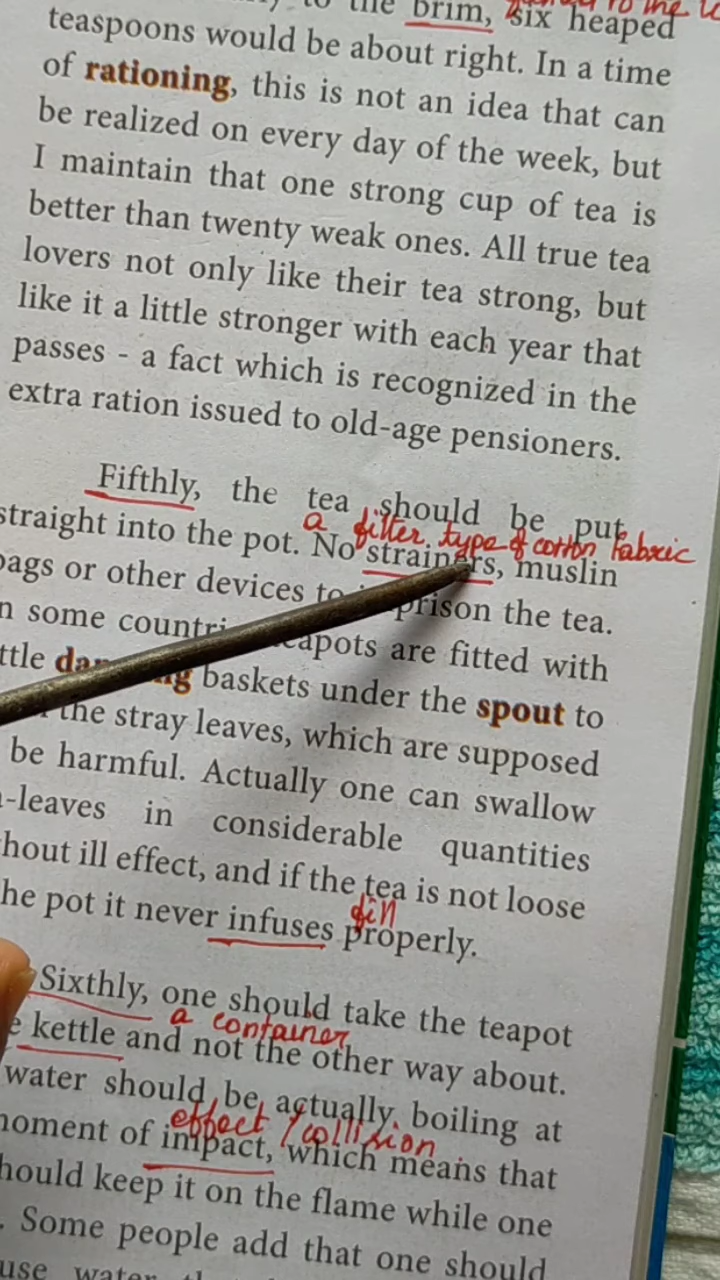 to the brim, six heaped
teaspoons would be about right. In a time
of rationing, this is not an idea that can
be realized on every day of the week, but
I maintain that one strong cup of tea is
better than twenty weak ones. All true tea
lovers not only like their tea strong, but
like it a little stronger with each year that
passes - a fact which is recognized in the
extra ration issued to old-age pensioners.
Fifthly, the tea should be put
a filter type of cotton fabric
straight into the pot. No strainers, muslin
bags or other devices to imprison the tea.
n some countri teapots are fitted with
ttle da ng baskets under the spout to
the stray leaves, which are supposed
be harmful. Actually one can swallow
-leaves in considerable quantities
hout ill effect, and if the tea is not loose
fill
he pot it never infuses properly.
Sixthly, one should take the teapot
a container
e kettle and not the other way about.
water should be actually boiling at
effect / collision
moment of impact, which means that
hould keep it on the flame while one
. Some people add that one should
use water